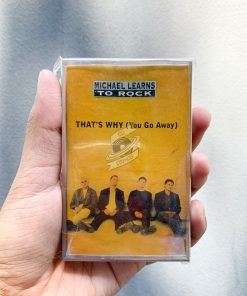 MICHAEL LEARNS
TO ROCK
THAT'S WHY (You Go Away)